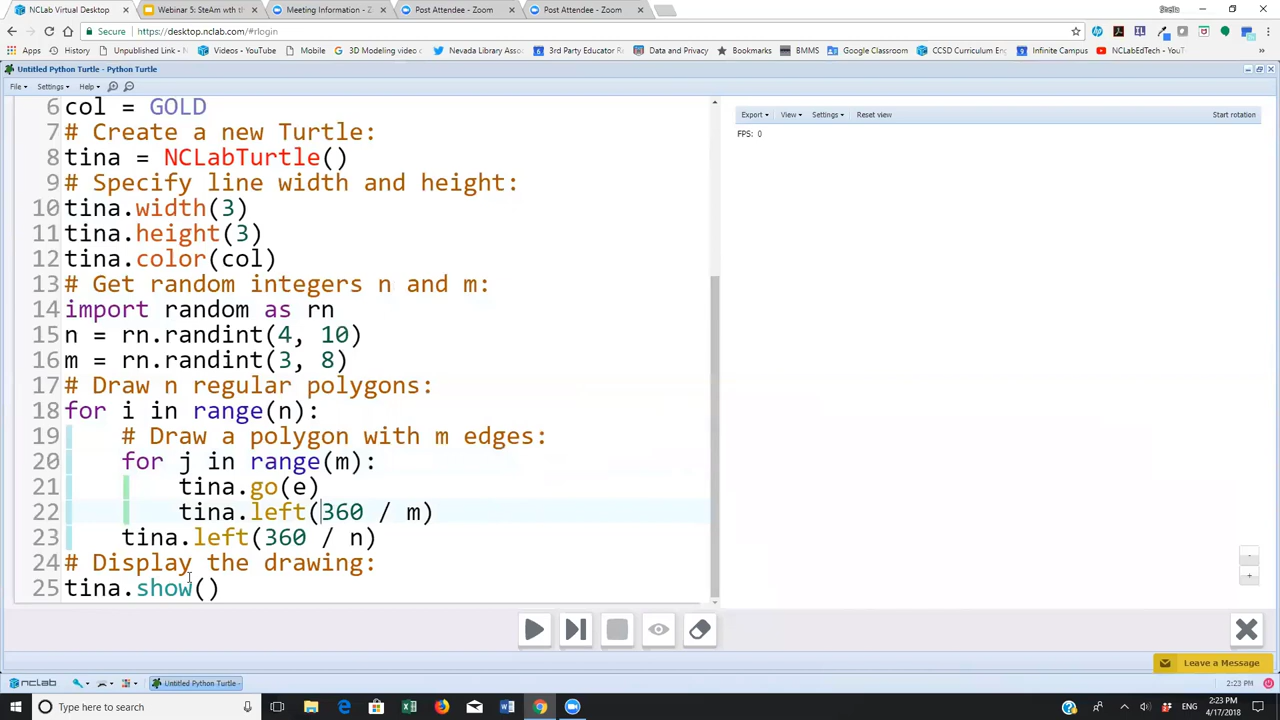 NCLab Virtual Desktop
Webinar 5: SteAm wth t
Meeting Information - Z
Post Attendee - Zoom
Post Attendee - Zoom
Secure
https://desktop.nclab.com/#rlogin
Apps
History
Unpublished Link
Videos - YouTube
Mobile
3D Modeling video
Nevada Library Asso
3rd Party Educator R
Data and Privacy
Bookmarks
BMMS
Google Classroom
CCSD Curriculum Eng
Infinite Campus
NCLabEdTech - YouT
Untitled Python Turtle - Python Turtle
File
Settings
Help
6 col = GOLD
7 # Create a new Turtle:
8 tina = NCLabTurtle()
9 # Specify line width and height:
10 tina.width(3)
11 tina.height(3)
12 tina.color(col)
13 # Get random integers n and m:
14 import random as rn
15 n = rn.randint(4, 10)
16 m = rn.randint(3, 8)
17 # Draw n regular polygons:
18 for i in range(n):
19 # Draw a polygon with m edges:
20 for j in range(m):
21 tina.go(e)
22 tina.left(360 / m)
23 tina.left(360 / n)
24 # Display the drawing:
25 tina.show()
Export
View
Settings
Reset view
Start rotation
FPS: 0
-
+
Leave a Message
nclab
Untitled Python Turtle -
2:23 PM
Type here to search
2:23 PM
4/17/2018